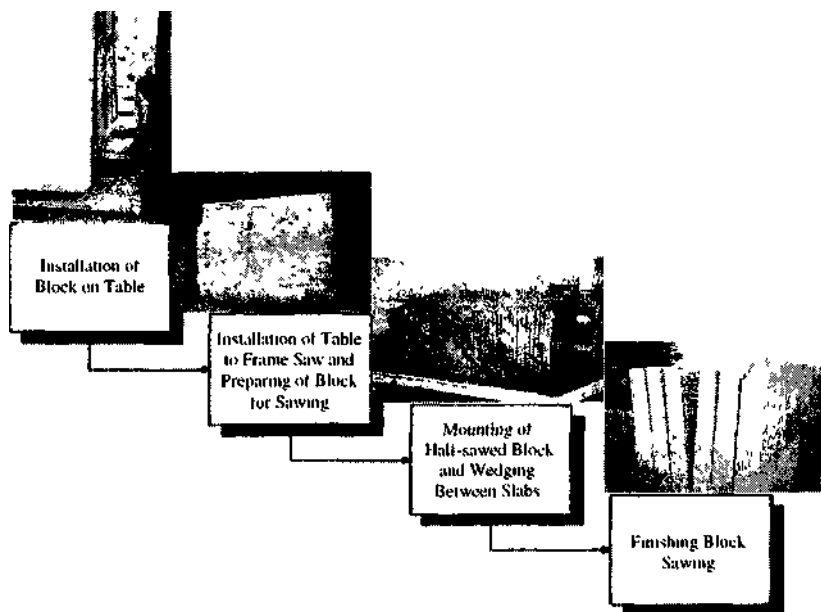 Installation of
Block on Table
Installation of Table
to Frame Saw and
Preparing of Block
for Sawing
Mounting of
Half-sawed Block
and Wedging
Between Slabs
Finishing Block
Sawing